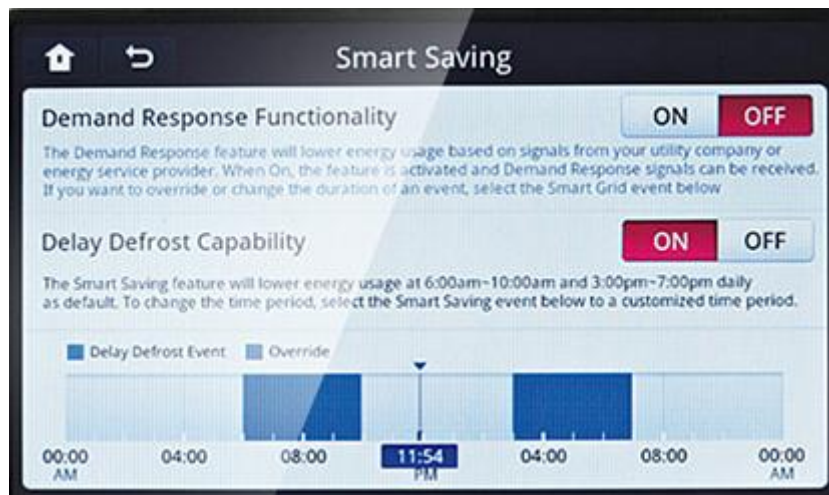 Smart Saving
Demand Response Functionality
ON
OFF
The Demand Response feature will lower energy usage based on signals from your utility company or
energy service provider. When On, the feature is activated and Demand Response signals can be received.
If you want to override or change the duration of an event, select the Smart Grid event below
Delay Defrost Capability
ON
OFF
The Smart Saving feature will lower energy usage at 6:00am~10:00am and 3:00pm~7:00pm daily
as default. To change the time period, select the Smart Saving event below to a customized time period.
Delay Defrost Event
Override
00:00 04:00 08:00 11:54 04:00 08:00 00:00
AM PM AM